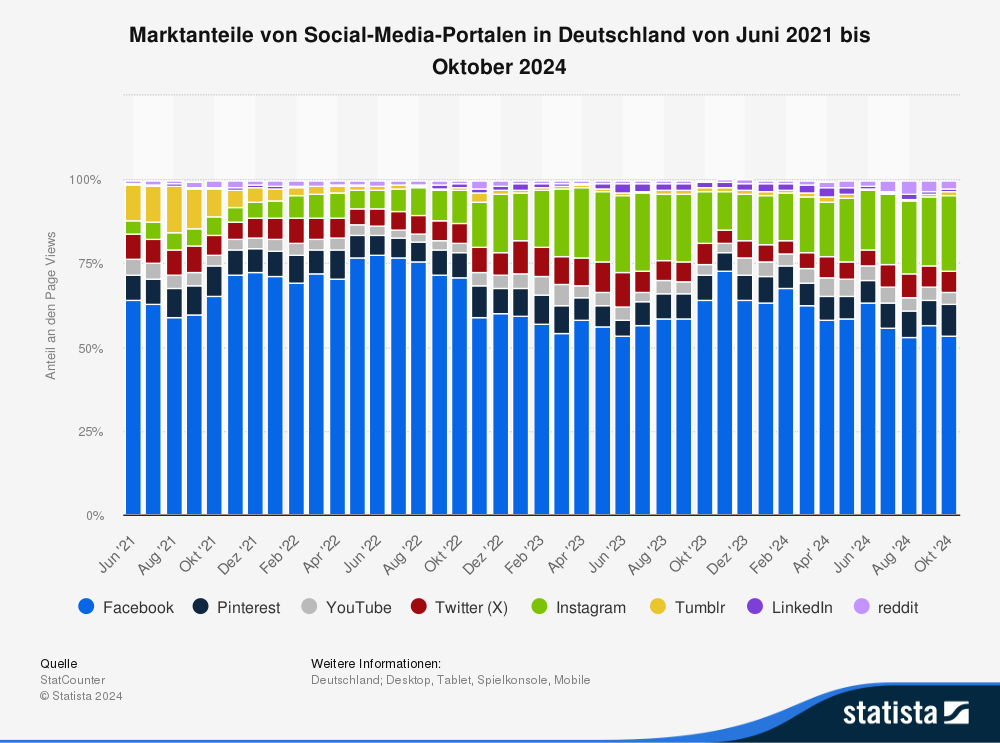 Marktanteile von Social-Media-Portalen in Deutschland von Juni 2021 bis
Oktober 2024
Anteil an den Page Views
100%
75%
50%
25%
0%
Jun '21
Aug '21
Okt '21
Dez '21
Feb '22
Apr '22
Jun '22
Aug '22
Okt '22
Dez '22
Feb '23
Apr '23
Jun '23
Aug '23
Okt '23
Dez '23
Feb '24
Apr' 24
Jun '24
Aug '24
Okt '24
Facebook Pinterest YouTube Twitter (X) Instagram Tumblr LinkedIn reddit
Quelle
StatCounter
© Statista 2024
Weitere Informationen:
Deutschland; Desktop, Tablet, Spielkonsole, Mobile
statista